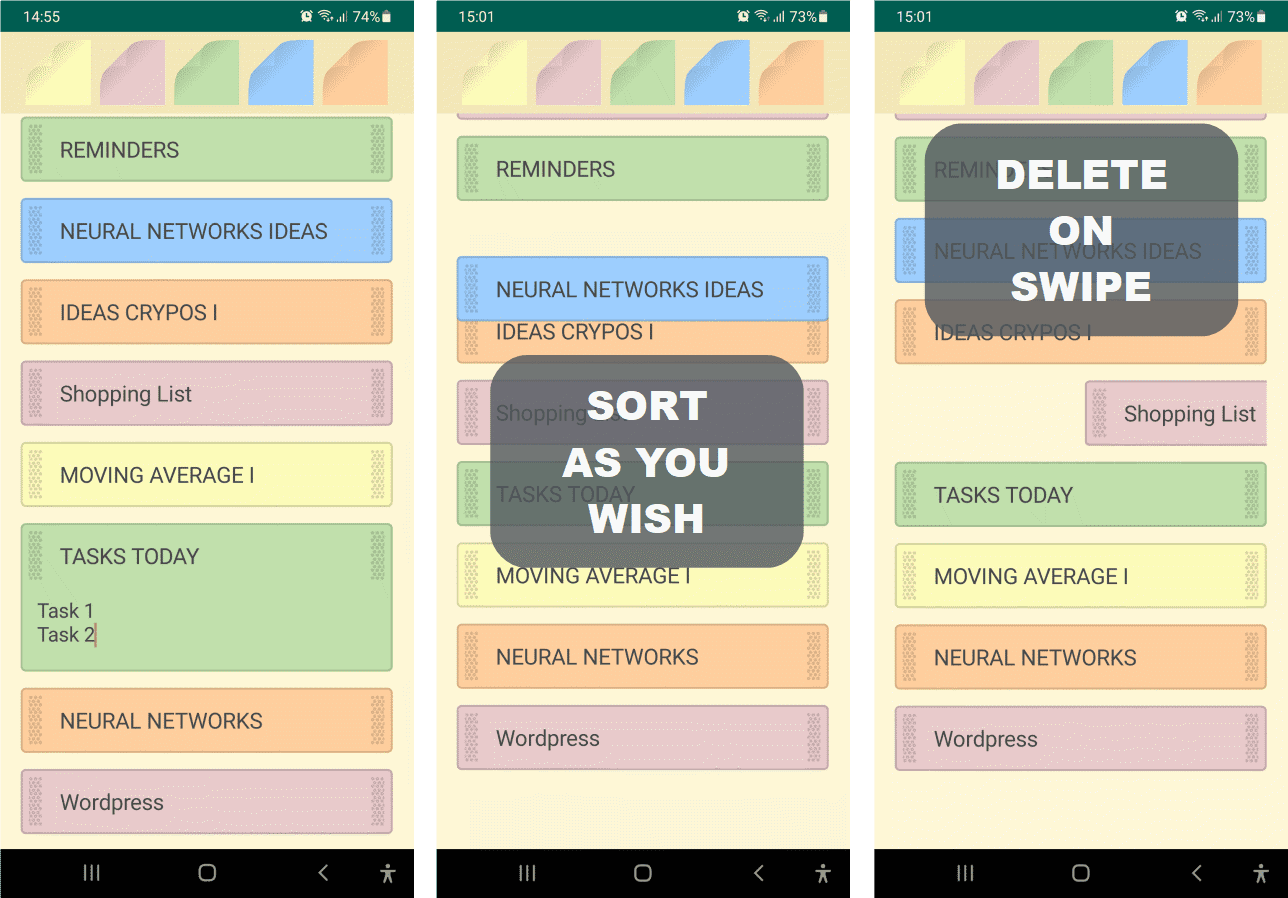 14:55
74%
REMINDERS
NEURAL NETWORKS IDEAS
IDEAS CRYPOS I
Shopping List
MOVING AVERAGE I
TASKS TODAY
Task 1
Task 2
NEURAL NETWORKS
Wordpress
15:01
73%
REMINDERS
NEURAL NETWORKS IDEAS
IDEAS CRYPOS I
Shopping List
TASKS TODAY
SORT
AS YOU
WISH
MOVING AVERAGE I
NEURAL NETWORKS
Wordpress
15:01
73%
REMINDERS
NEURAL NETWORKS IDEAS
IDEAS CRYPOS I
DELETE
ON
SWIPE
Shopping List
TASKS TODAY
MOVING AVERAGE I
NEURAL NETWORKS
Wordpress